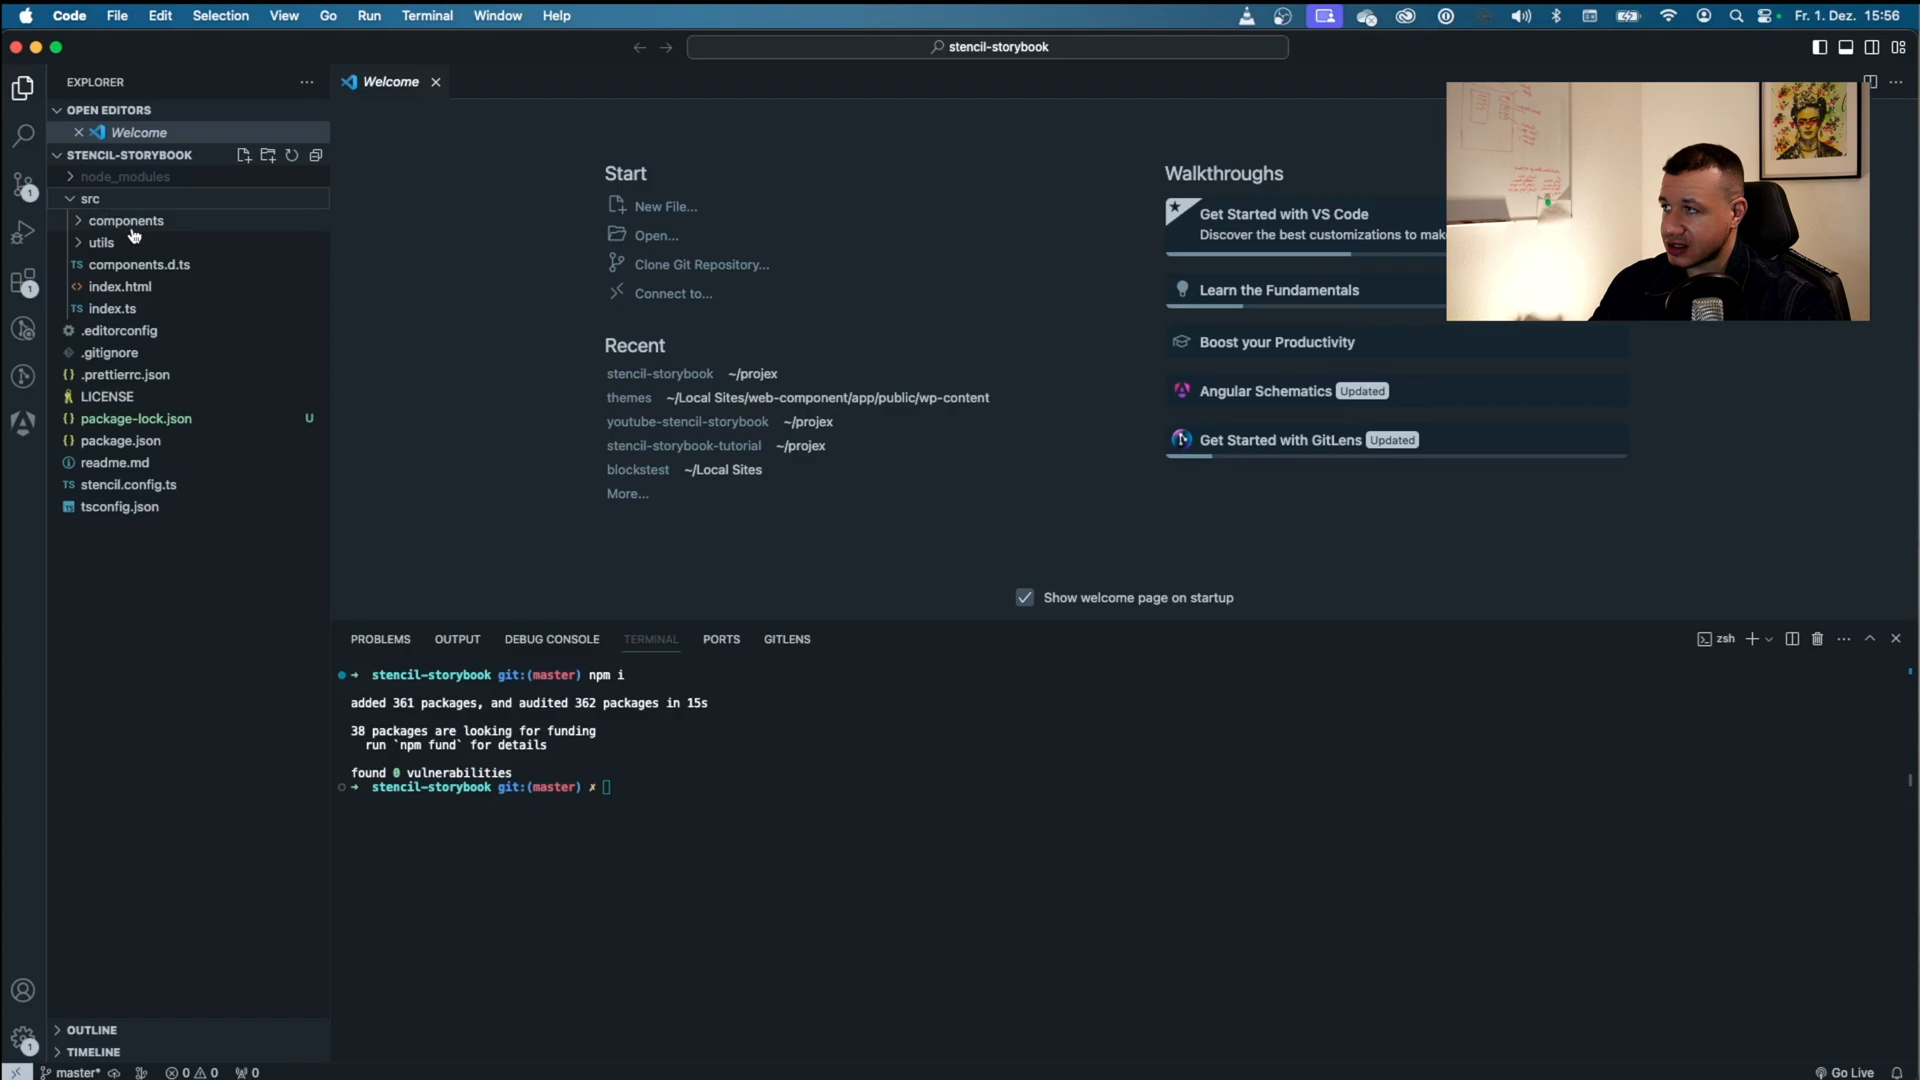 Code File Edit Selection View Go Run Terminal Window Help
Fr. 1. Dez. 15:56
stencil-storybook
EXPLORER
Welcome
OPEN EDITORS
Welcome
STENCIL-STORYBOOK
node_modules
src
components
utils
components.d.ts
index.html
index.ts
.editorconfig
.gitignore
.prettierrc.json
LICENSE
package-lock.json U
package.json
readme.md
stencil.config.ts
tsconfig.json
1
1
1
OUTLINE
TIMELINE
Start
New File...
Open...
Clone Git Repository...
Connect to...
Recent
stencil-storybook ~/projex
themes ~/Local Sites/web-component/app/public/wp-content
youtube-stencil-storybook ~/projex
stencil-storybook-tutorial ~/projex
blockstest ~/Local Sites
More...
Walkthroughs
Get Started with VS Code
Discover the best customizations to make
Learn the Fundamentals
Boost your Productivity
Angular Schematics Updated
Get Started with GitLens Updated
Show welcome page on startup
PROBLEMS OUTPUT DEBUG CONSOLE TERMINAL PORTS GITLENS
zsh
➜ stencil-storybook git:(master) npm i
added 361 packages, and audited 362 packages in 15s
38 packages are looking for funding
run `npm fund` for details
found 0 vulnerabilities
➜ stencil-storybook git:(master) ✗
master* 0 0 0
Go Live